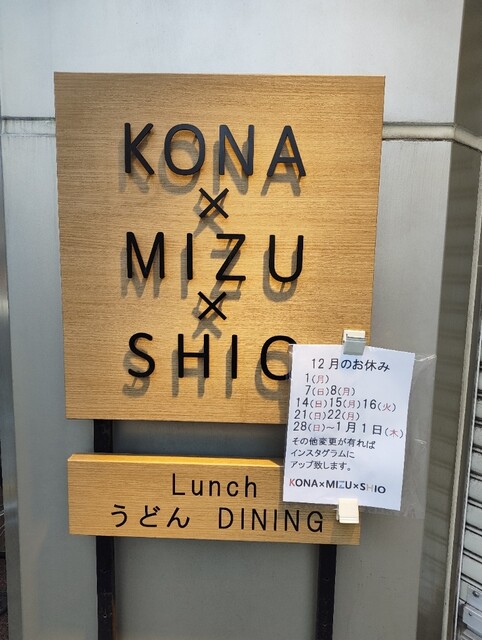 KONA
×
MIZU
×
SHIO
12月のお休み
1(月)
7(日)8(月)
14(日)15(月)16(火)
21(日)22(月)
28(日)～1月1日(木)
その他変更が有れば
インスタグラムに
アップ致します。
KONA×MIZU×SHIO
Lunch
うどん DINING